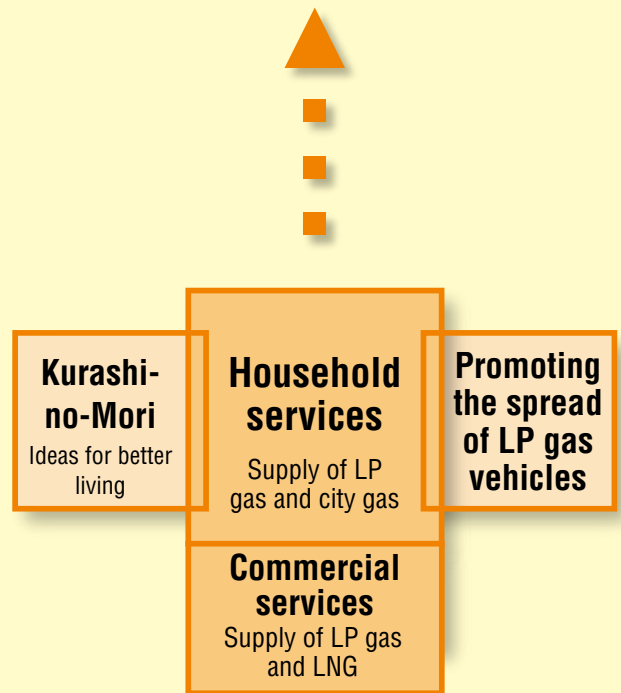 Kurashi-
no-Mori
Ideas for better
living
Household
services
Supply of LP
gas and city gas
Promoting
the spread
of LP gas
vehicles
Commercial
services
Supply of LP gas
and LNG